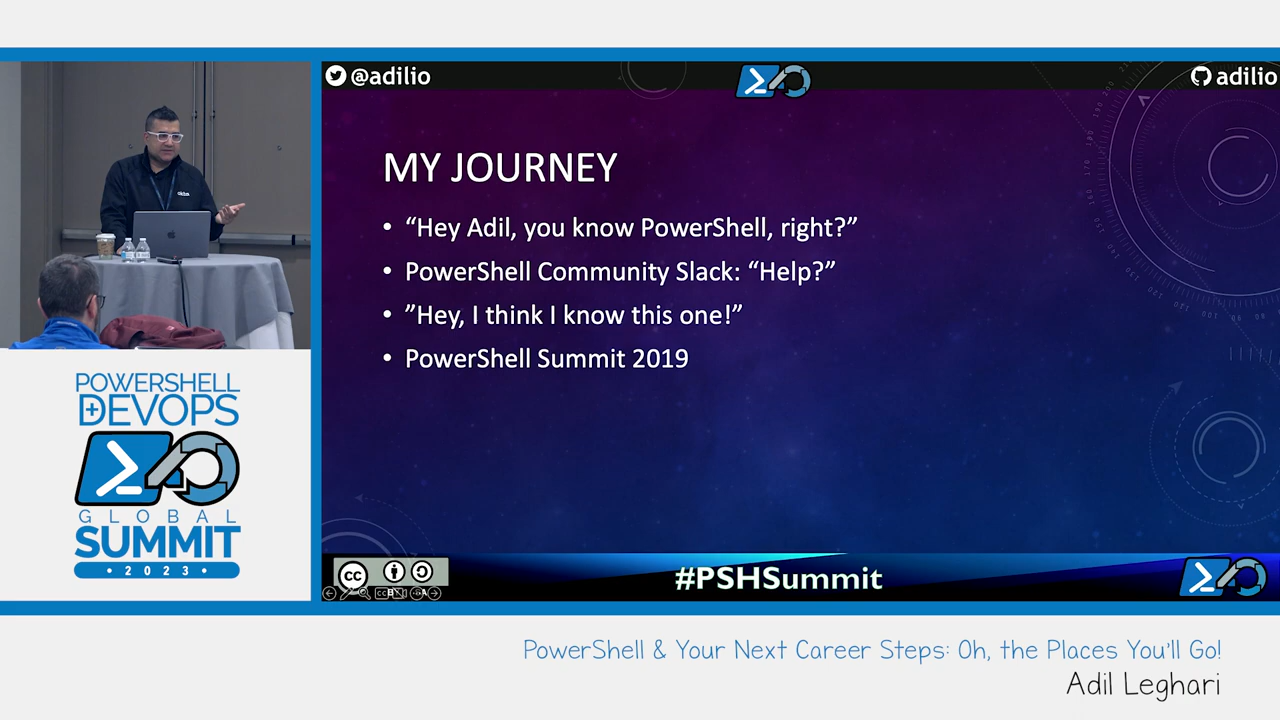 @adilio
adilio
MY JOURNEY
• “Hey Adil, you know PowerShell, right?”
• PowerShell Community Slack: “Help?”
• ”Hey, I think I know this one!”
• PowerShell Summit 2019
POWERSHELL
+ DEVOPS
GLOBAL
SUMMIT
• 2023 •
cc
#PSHSummit
PowerShell & Your Next Career Steps: Oh, the Places You'll Go!
Adil Leghari